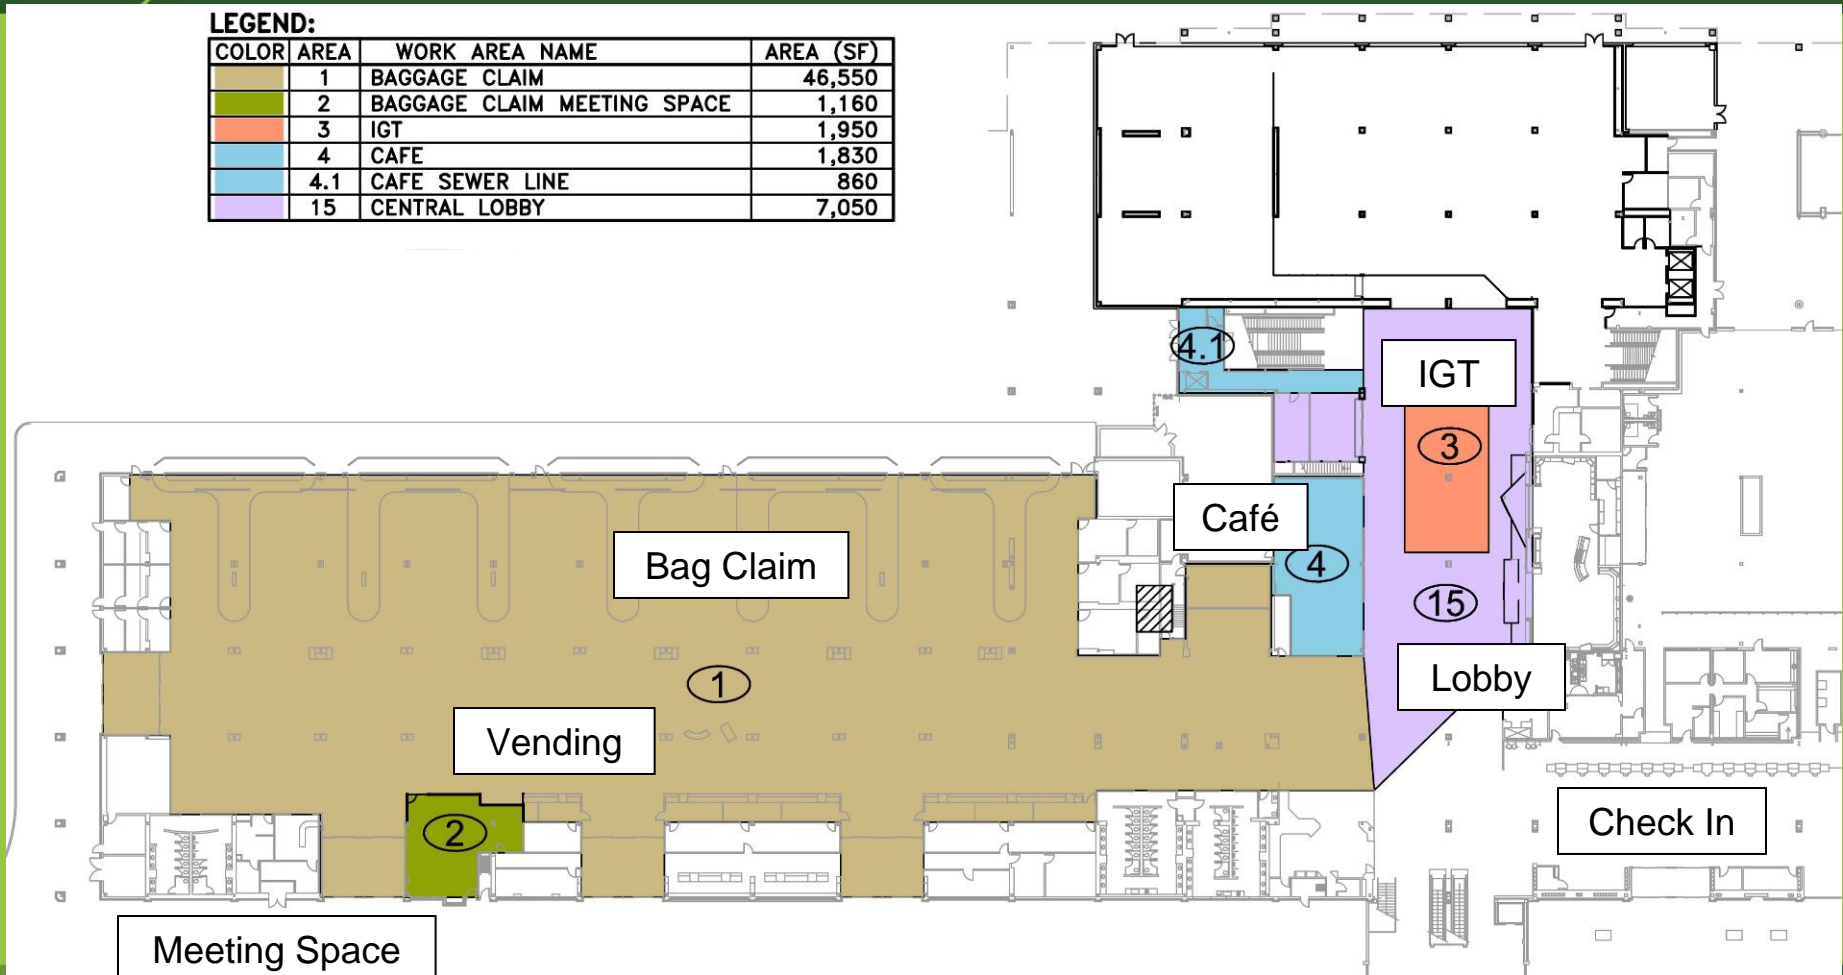 LEGEND:
COLOR AREA WORK AREA NAME AREA (SF)
1 BAGGAGE CLAIM 46,550
2 BAGGAGE CLAIM MEETING SPACE 1,160
3 IGT 1,950
4 CAFE 1,830
4.1 CAFE SEWER LINE 860
15 CENTRAL LOBBY 7,050
4.1
IGT
3
Café
Bag Claim
4
15
Lobby
1
Vending
2
Check In
Meeting Space